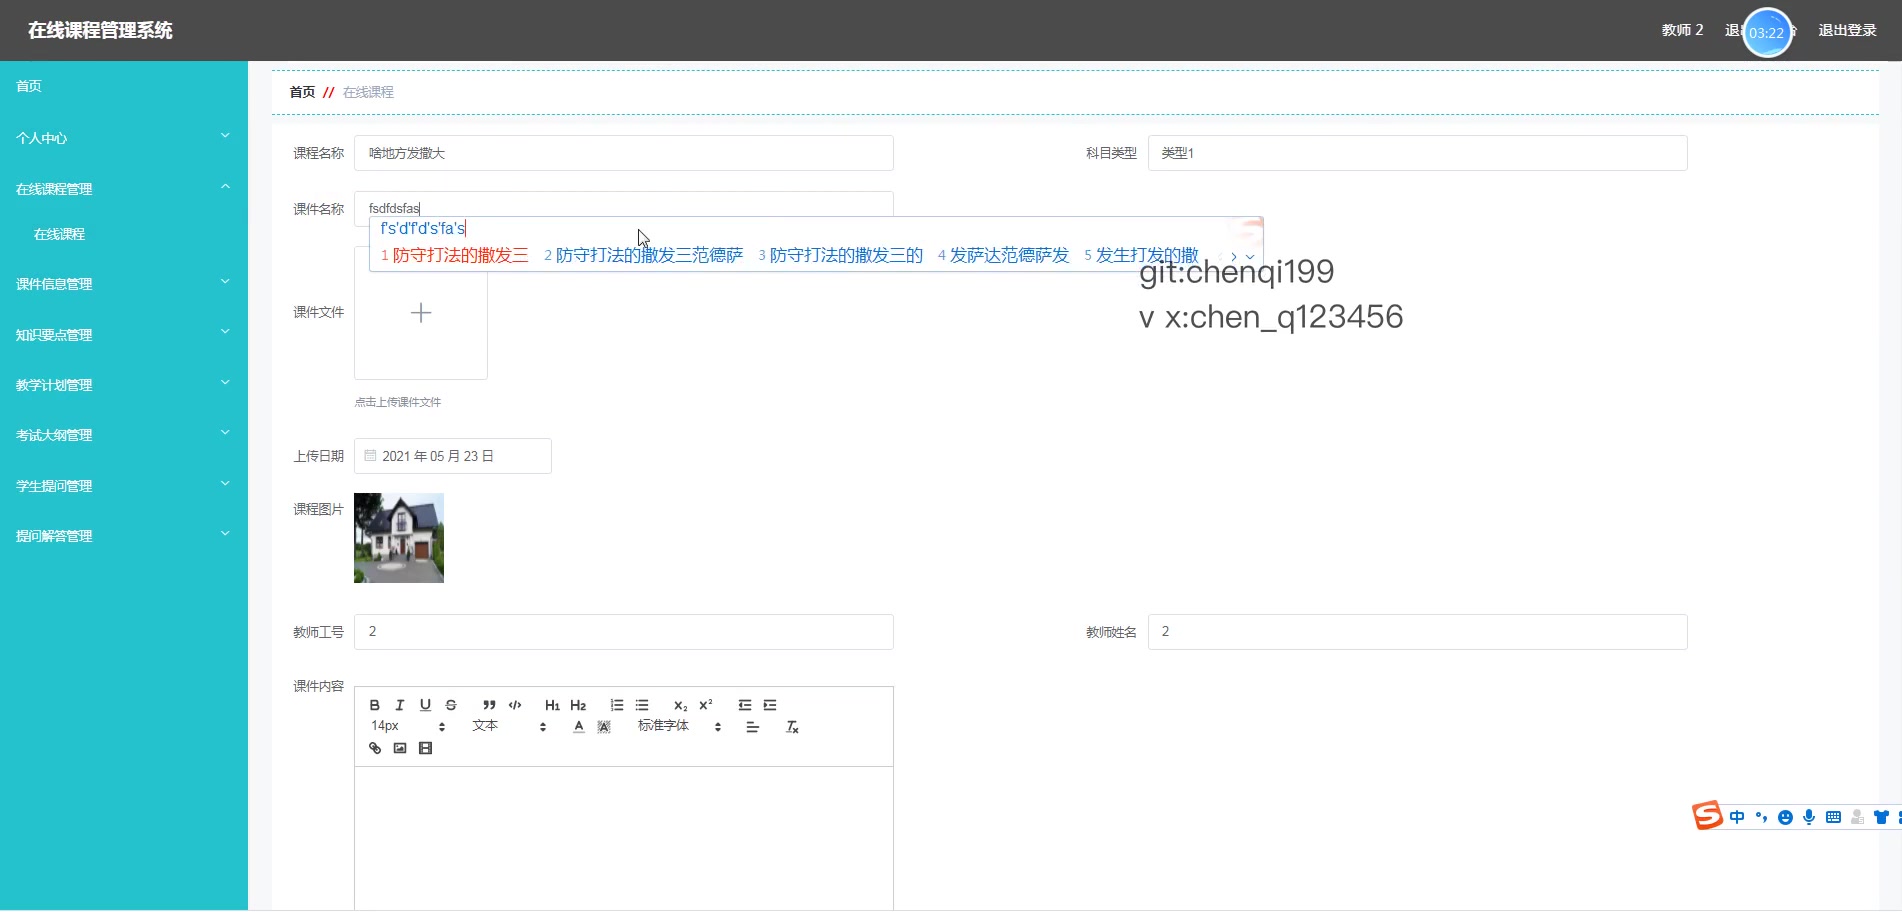 在线课程管理系统
教师 2
03:22
退出登录
首页
个人中心
在线课程管理
在线课程
课件信息管理
知识要点管理
教学计划管理
考试大纲管理
学生提问管理
提问解答管理
首页 // 在线课程
课程名称 啥地方发撒大 科目类型 类型1
课件名称 fsdfdsfas
f's'd'f'd's'fa's
1 防守打法的撒发三 2 防守打法的撒发三范德萨 3 防守打法的撒发三的 4 发萨达范德萨发 5 发生打发的撒
git:chenqi199
v x:chen_q123456
课件文件
点击上传课件文件
上传日期 2021 年 05 月 23 日
课程图片
教师工号 2 教师姓名 2
课件内容
B I U S H1 H2 X2 X2
14px 文本 A A 标准字体 Tx
S 中